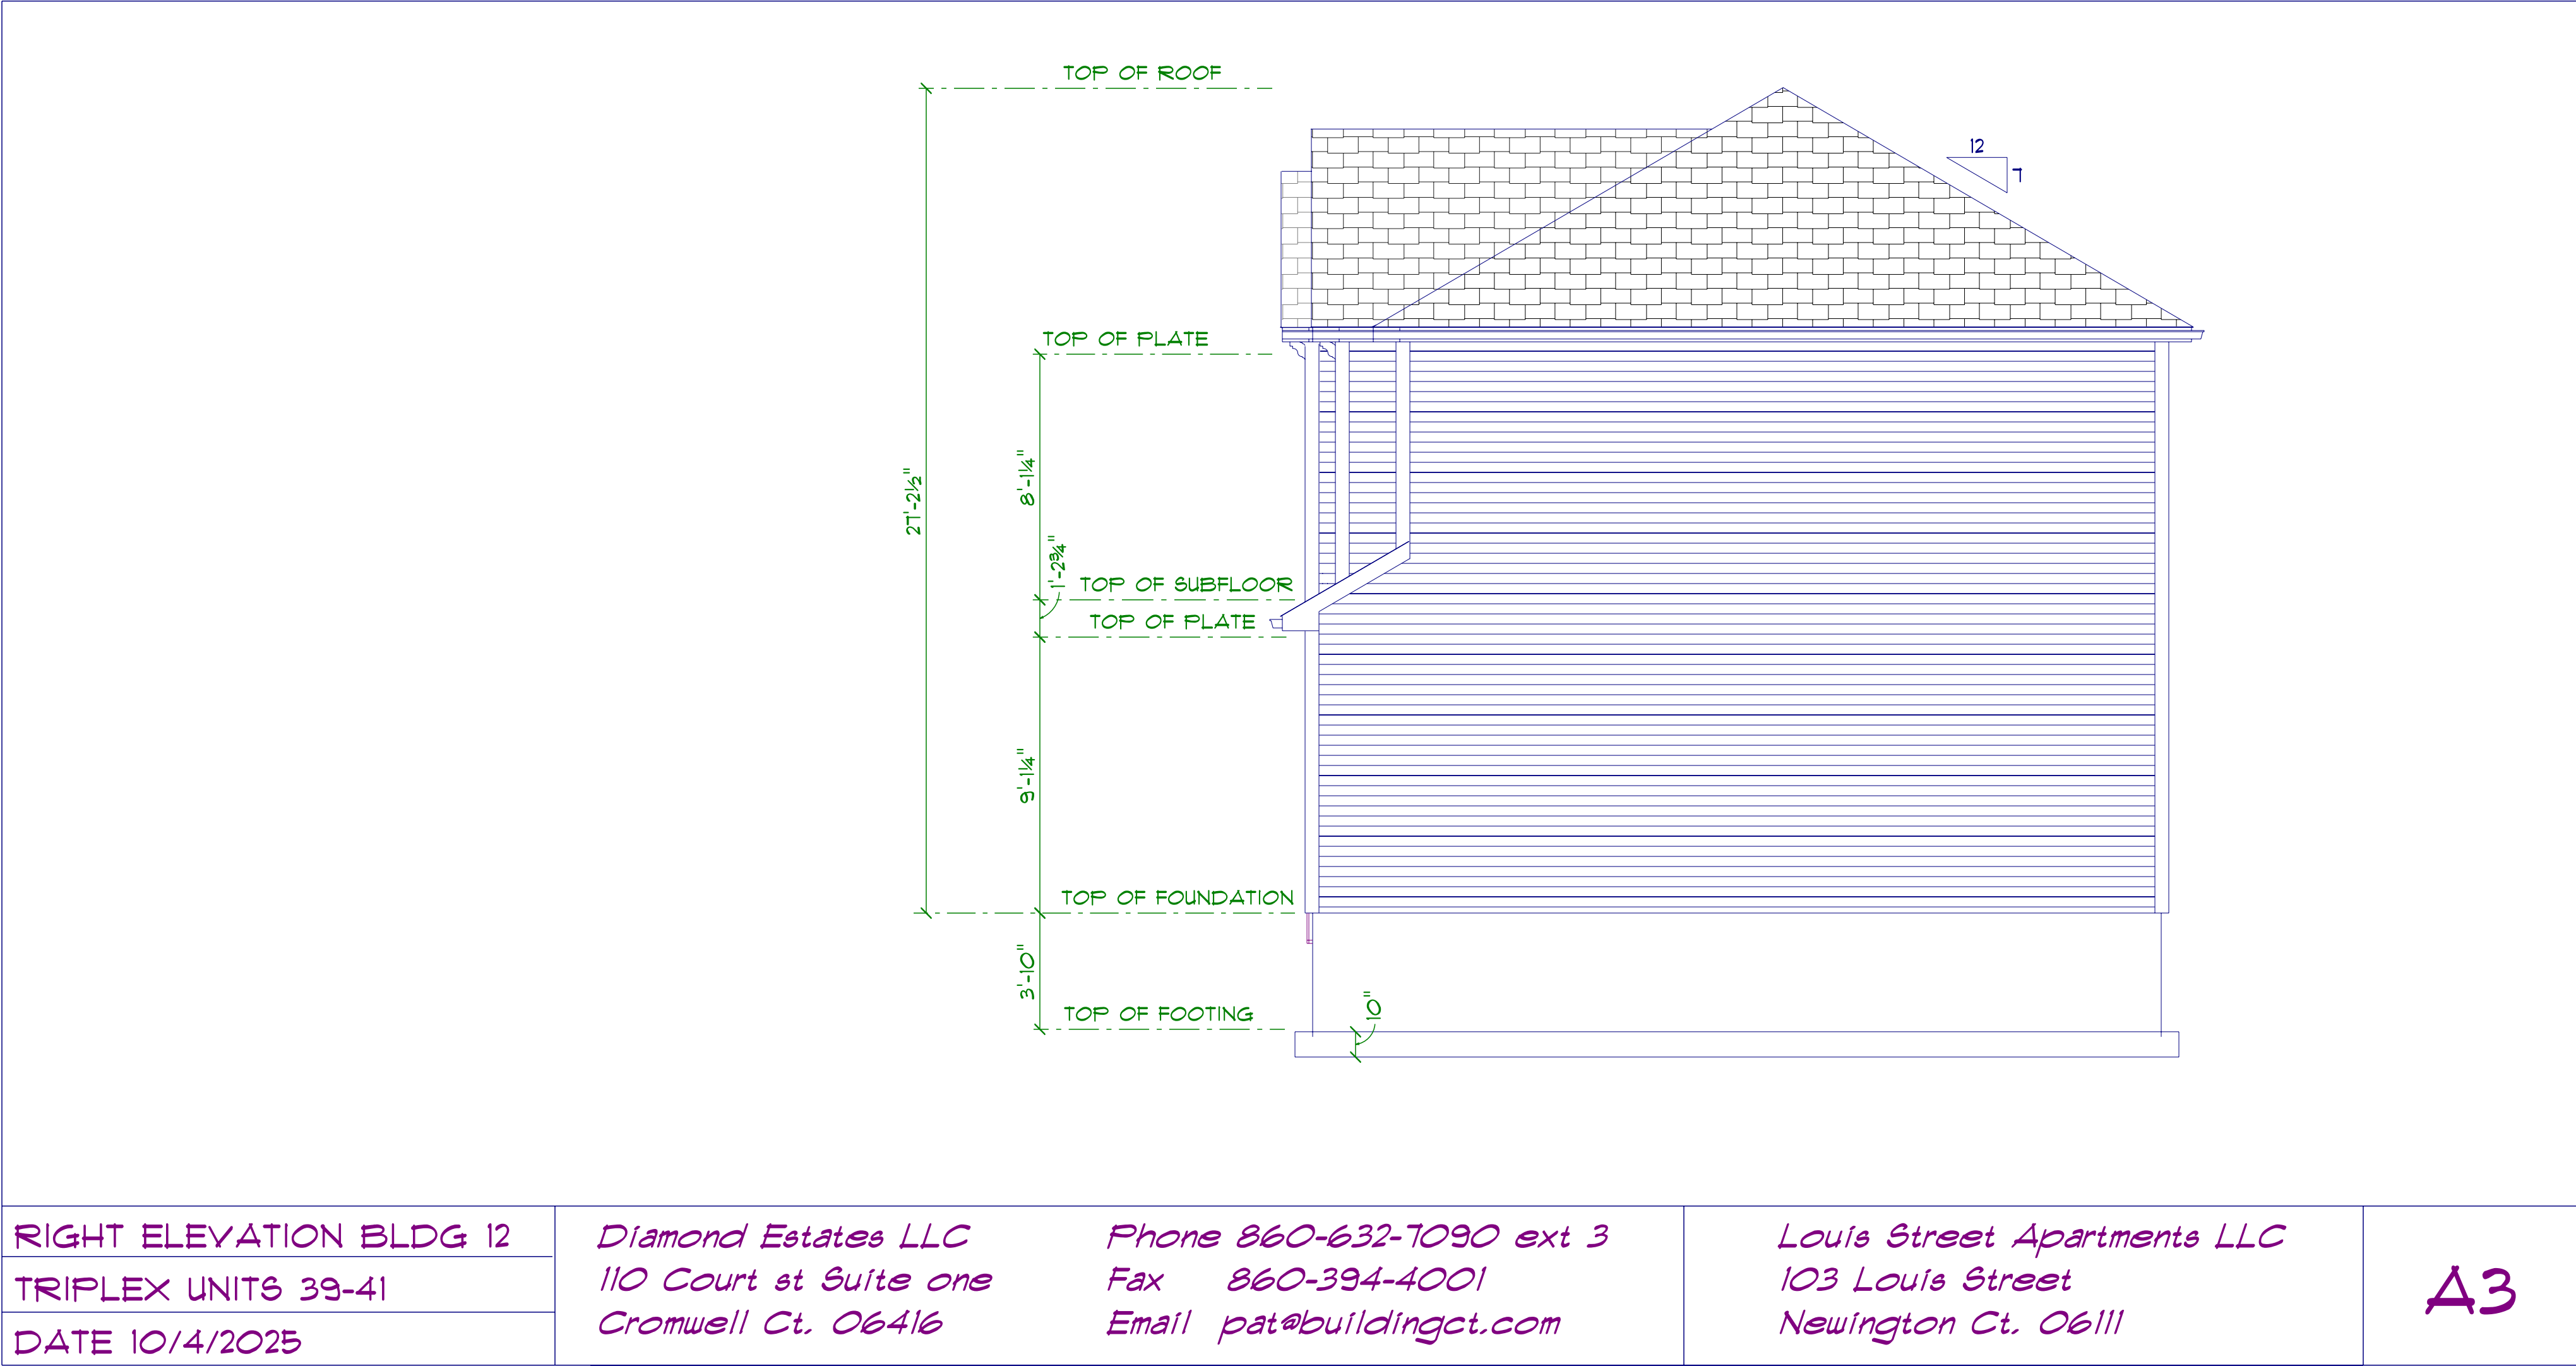 TOP OF ROOF
12
7
TOP OF PLATE
27'-2½"
8'-1¼"
1'-2¾"
TOP OF SUBFLOOR
TOP OF PLATE
9'-1¼"
TOP OF FOUNDATION
3'-10"
TOP OF FOOTING
10"
RIGHT ELEVATION BLDG 12
TRIPLEX UNITS 39-41
DATE 10/4/2025
Diamond Estates LLC
110 Court st Suite one
Cromwell Ct. 06416
Phone 860-632-7090 ext 3
Fax 860-394-4001
Email pat@buildingct.com
Louis Street Apartments LLC
103 Louis Street
Newington Ct. 06111
A3